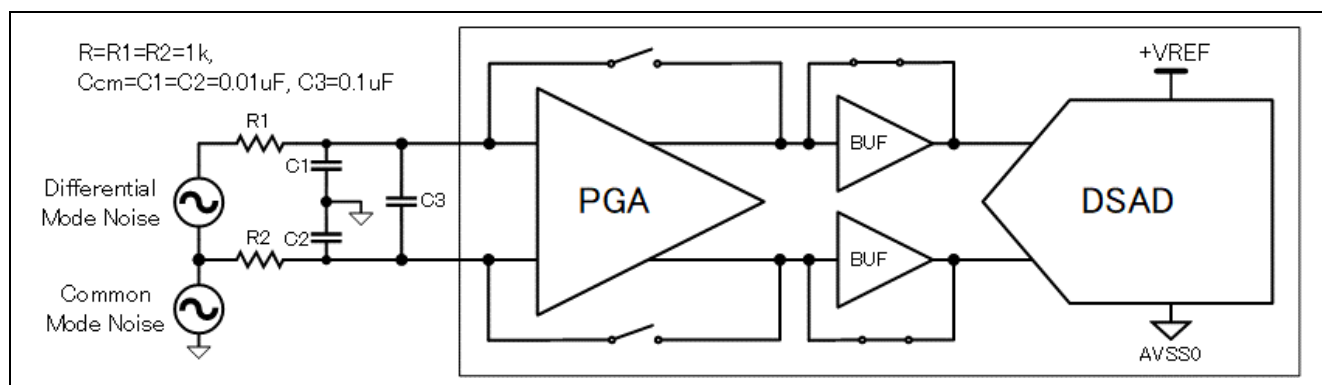 R=R1=R2=1k,
Ccm=C1=C2=0.01uF, C3=0.1uF
+VREF
R1
C1
BUF
Differential
Mode Noise
C3
PGA
DSAD
R2
C2
BUF
Common
Mode Noise
AVSS0